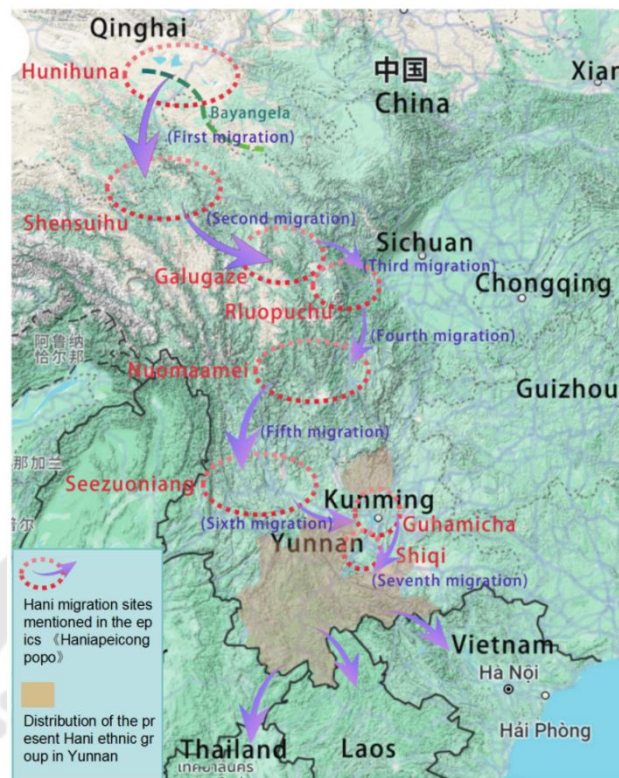 Qinghai
Hunihuna
中国
China
Xian
Bayangela
(First migration)
Shensuihu
(Second migration)
Sichuan
Galugaze
(Third migration)
Chongqing
Rluopuchu
(Fourth migration)
Nuomaamei
阿鲁纳
恰尔邦
Guizhou
(Fifth migration)
那加兰
Seezuoniang
Kunming
(Sixth migration)
Guhamicha
Yunnan
Shiqi
(Seventh migration)
Hani migration sites
mentioned in the ep
ics 《Haniapeicong
popo》
Vietnam
Hà Nội
Distribution of the pr
esent Hani ethnic gr
oup in Yunnan
Hải Phòng
Thailand
Laos